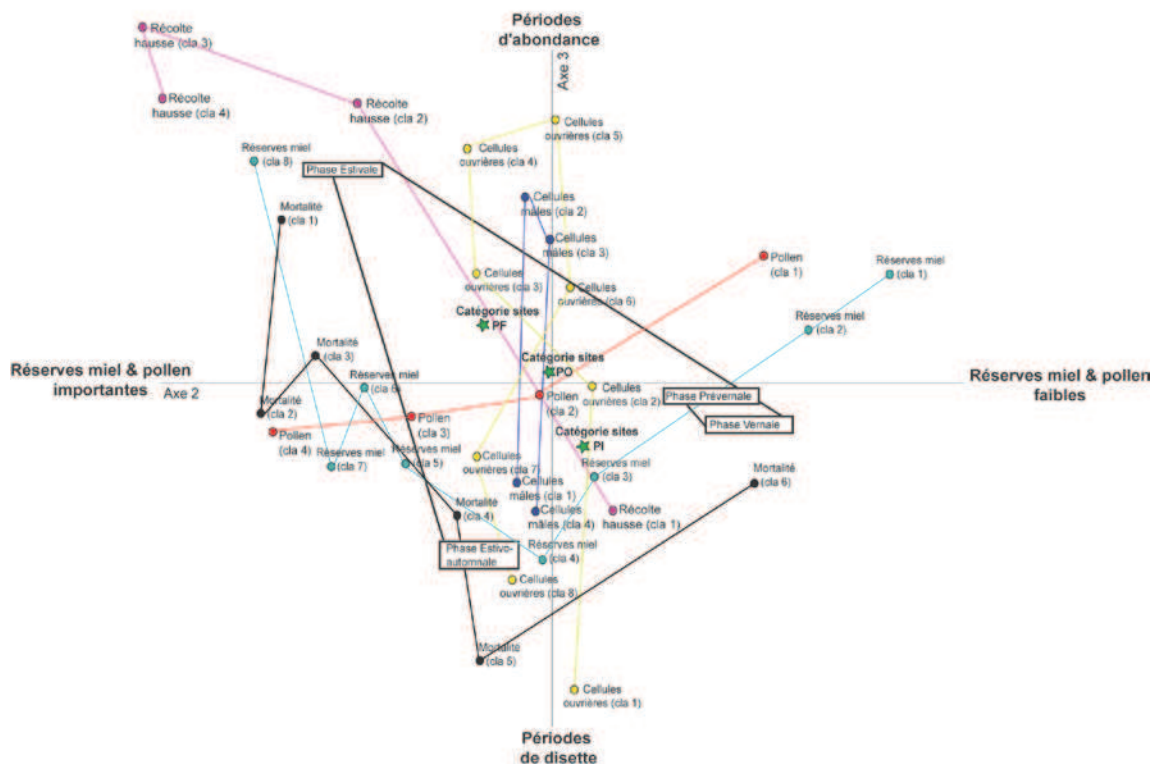 Périodes
d'abondance
Axe 3
Récolte
hausse (cla 3)
Récolte
hausse (cla 4)
Récolte
hausse (cla 2)
Cellules
ouvrières (cla 5)
Cellules
ouvrières (cla 4)
Réserves miel
(cla 8)
Phase Estivale
Cellules
mâles (cla 2)
Mortalité
(cla 1)
Cellules
mâles (cla 3)
Pollen
(cla 1)
Réserves miel
(cla 1)
Cellules
ouvrières (cla 3)
Cellules
ouvrières (cla 6)
Catégorie sites
PF
Réserves miel
(cla 2)
Mortalité
(cla 3)
Catégorie sites
PO
Réserves miel & pollen
importantes
Axe 2
Réserves miel
(cla 6)
Cellules
ouvrières (cla 2)
Phase Prévernale
Réserves miel & pollen
faibles
Mortalité
(cla 2)
Pollen
(cla 2)
Pollen
(cla 3)
Phase Vernale
Pollen
(cla 4)
Catégorie sites
PI
Réserves miel
(cla 7)
Réserves miel
(cla 5)
Cellules
ouvrières (cla 7)
Réserves miel
(cla 3)
Mortalité
(cla 6)
Cellules
mâles (cla 1)
Mortalité
(cla 4)
Cellules
mâles (cla 4)
Récolte
hausse (cla 1)
Phase Estivo-
automnale
Réserves miel
(cla 4)
Cellules
ouvrières (cla 8)
Mortalité
(cla 5)
Cellules
ouvrières (cla 1)
Périodes
de disette